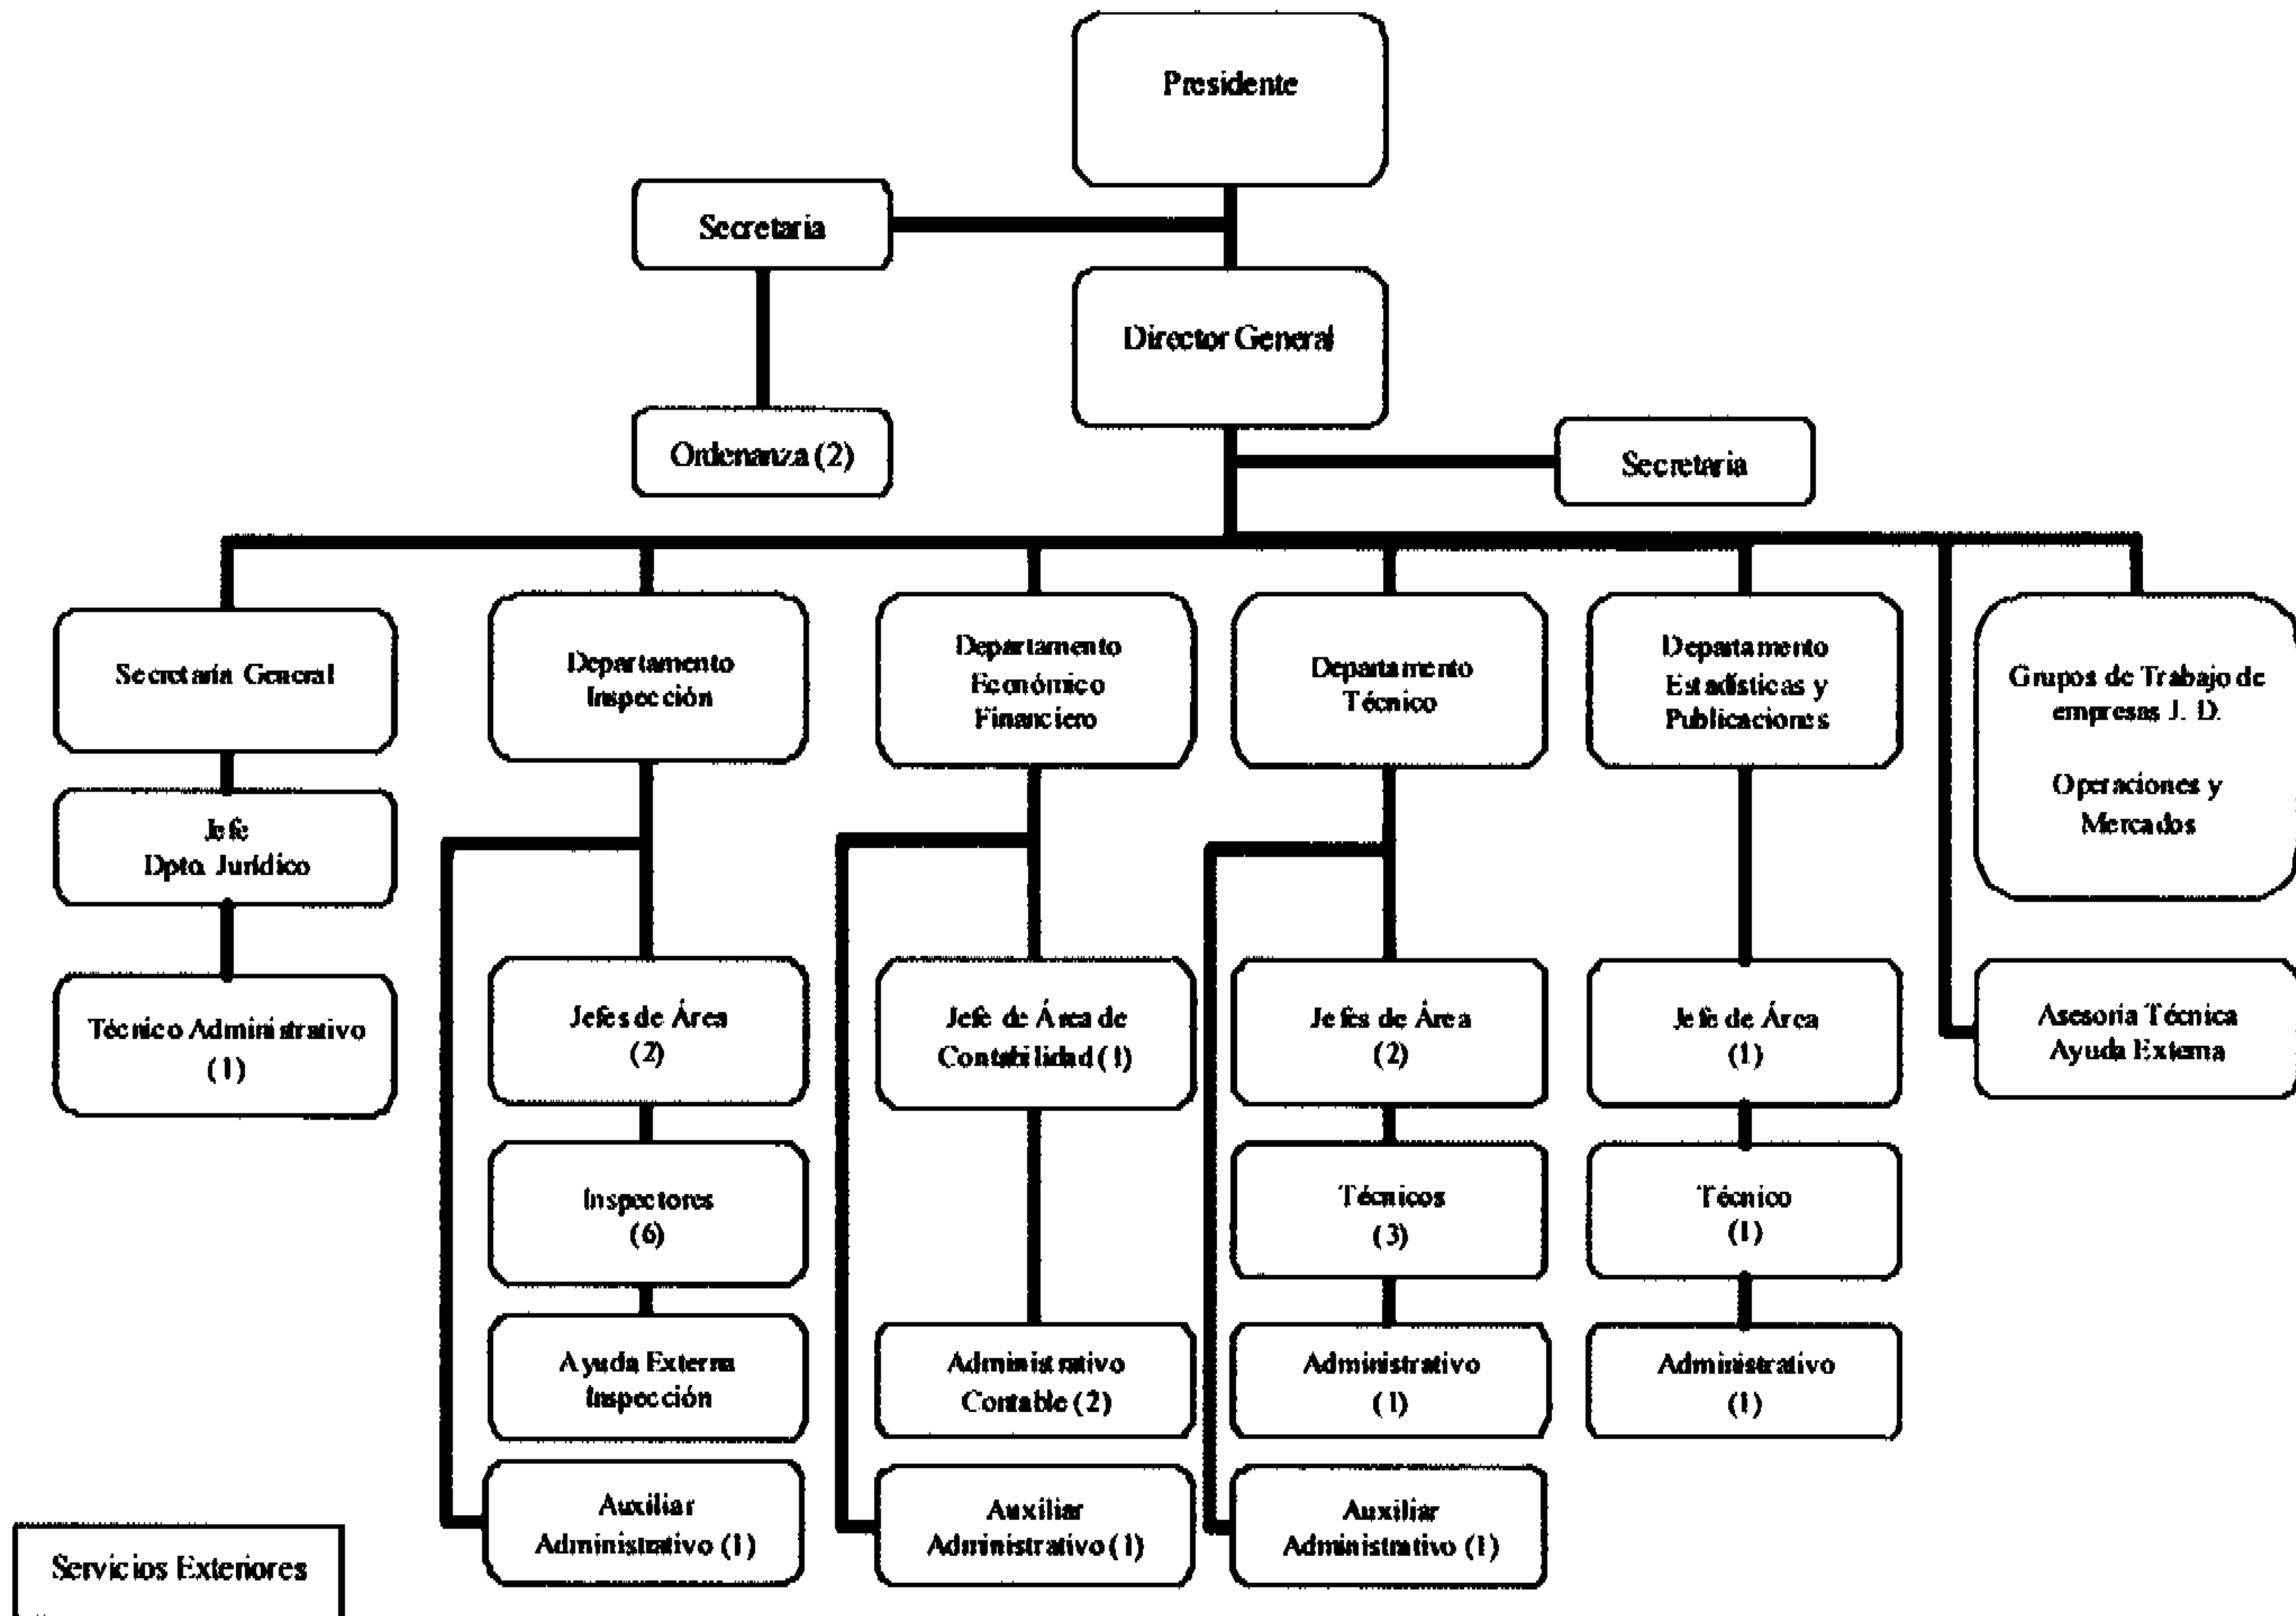 Presidente
Secretaria
Director General
Ordenanza (2)
Secretaria
Secretaría General
Departamento
Inspección
Departamento
Económico
Financiero
Departamento
Técnico
Departamento
Estadísticas y
Publicaciones
Grupos de Trabajo de
empresas J. D.
Operaciones y
Mercados
Jefe
Dpto. Jurídico
Técnico Administrativo
(1)
Jefes de Área
(2)
Jefe de Área de
Contabilidad (1)
Jefes de Área
(2)
Jefe de Área
(1)
Asesoría Técnica
Ayuda Externa
Inspectores
(6)
Técnicos
(3)
Técnico
(1)
Ayuda Externa
Inspección
Administrativo
Contable (2)
Administrativo
(1)
Administrativo
(1)
Auxiliar
Administrativo (1)
Auxiliar
Administrativo (1)
Auxiliar
Administrativo (1)
Servicios Exteriores